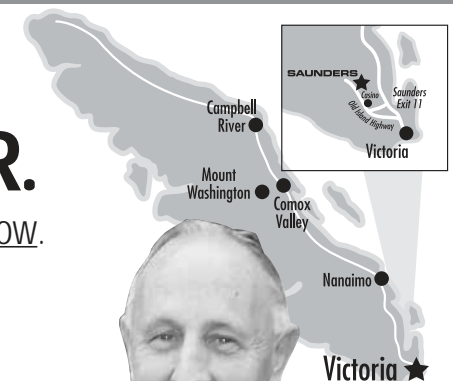 R.
OW.
SAUNDERS
Casino
Saunders
Exit 11
Old Island Highway
Victoria
Campbell
River
Mount
Washington
Comox
Valley
Nanaimo
Victoria